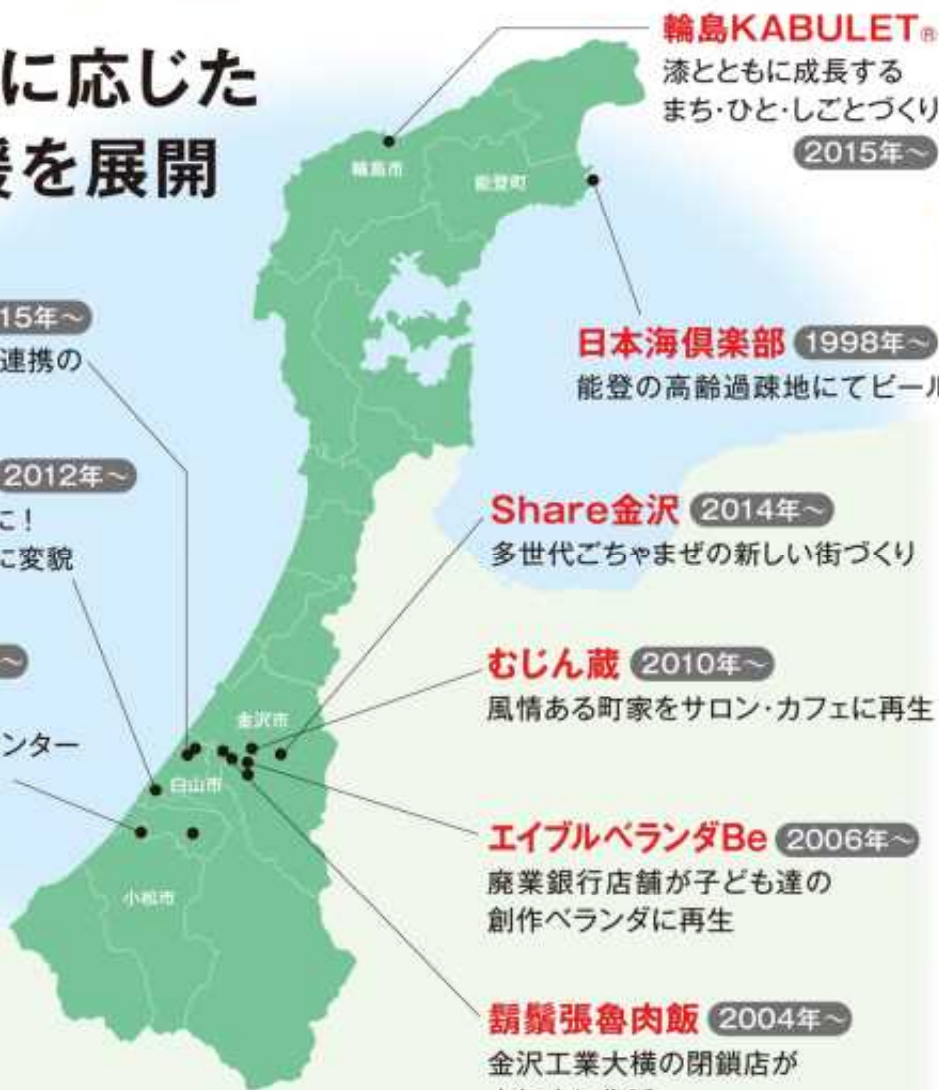 に応じた
を展開
輪島KABULET®
漆とともに成長する
まち・ひと・しごとづくり
2015年～
輪島市
能登町
15年～
連携の
日本海倶楽部 1998年～
能登の高齢過疎地にてビール
2012年～
に！
に変貌
Share金沢 2014年～
多世代ごちゃまぜの新しい街づくり
～
ンター
むじん蔵 2010年～
風情ある町家をサロン・カフェに再生
金沢市
白山市
小松市
エイブルベランダBe 2006年～
廃業銀行店舗が子ども達の
創作ベランダに再生
鬍鬚張魯肉飯 2004年～
金沢工業大横の閉鎖店が